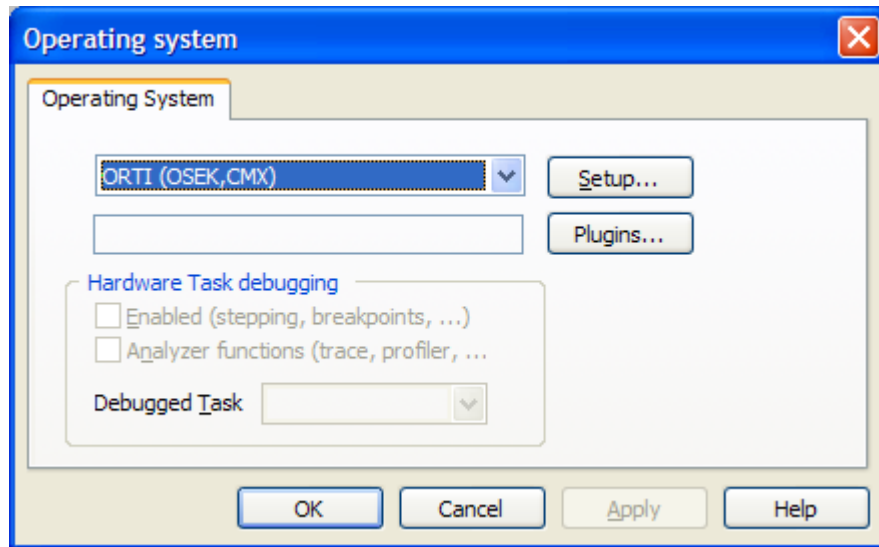 Operating system
Operating System
ORTI (OSEK,CMX)
Setup...
Plugins...
Hardware Task debugging
Enabled (stepping, breakpoints, ...)
Analyzer functions (trace, profiler, ...
Debugged Task
OK Cancel Apply Help